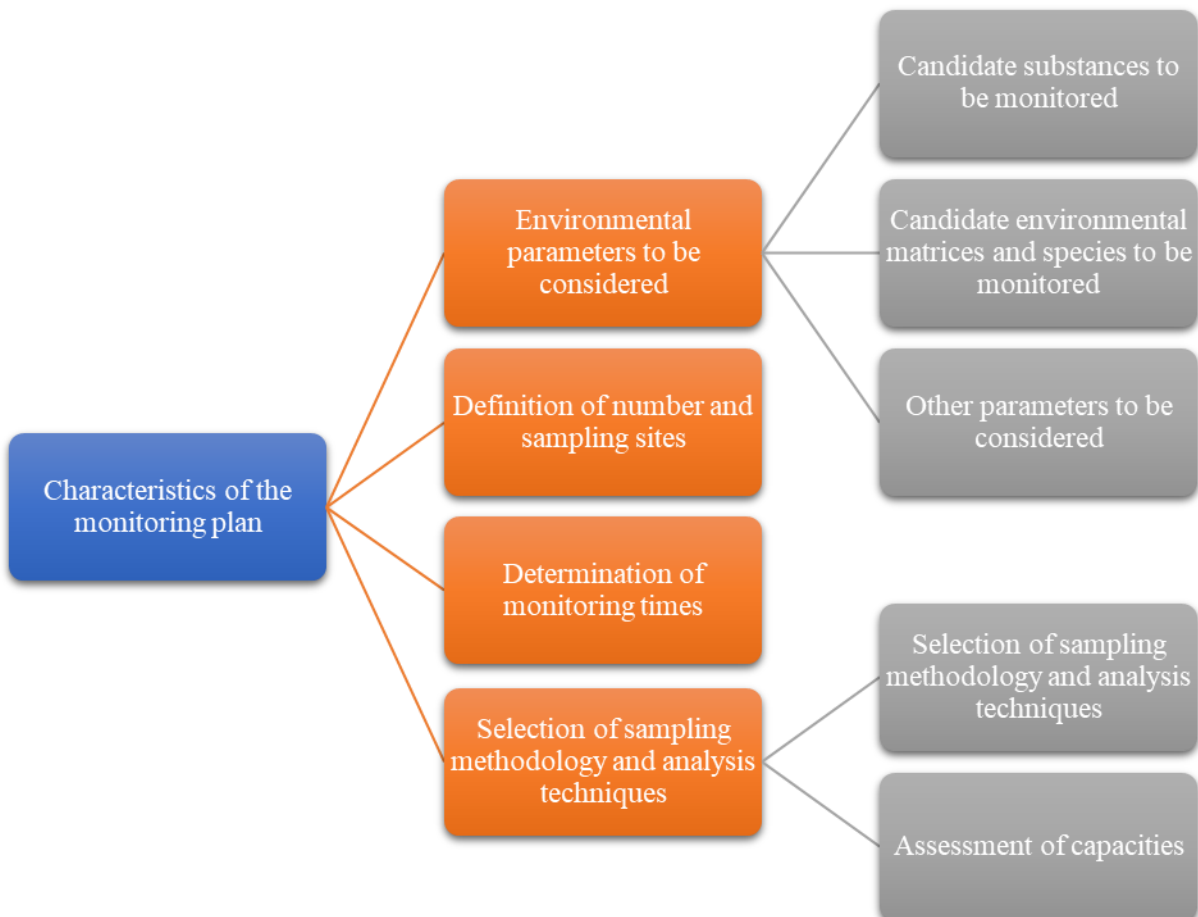 Characteristics of the
monitoring plan
Environmental
parameters to be
considered
Candidate substances to
be monitored
Candidate environmental
matrices and species to be
monitored
Other parameters to be
considered
Definition of number and
sampling sites
Determination of
monitoring times
Selection of sampling
methodology and analysis
techniques
Selection of sampling
methodology and analysis
techniques
Assessment of capacities